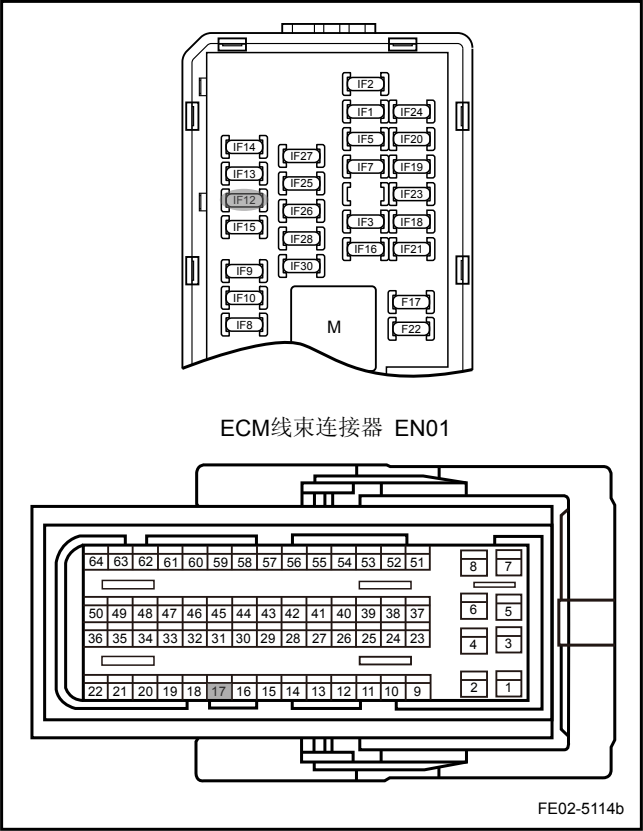 IF2
IF1 IF24
IF14 IF5 IF20
IF27
IF13 IF7 IF19
IF25
IF12 IF23
IF26
IF15 IF3 IF18
IF28
IF16 IF21
IF9 IF30
IF10 F17
IF8 M F22
ECM线束连接器 EN01
64 63 62 61 60 59 58 57 56 55 54 53 52 51 8 7
50 49 48 47 46 45 44 43 42 41 40 39 38 37 6 5
36 35 34 33 32 31 30 29 28 27 26 25 24 23 4 3
22 21 20 19 18 17 16 15 14 13 12 11 10 9 2 1
FE02-5114b